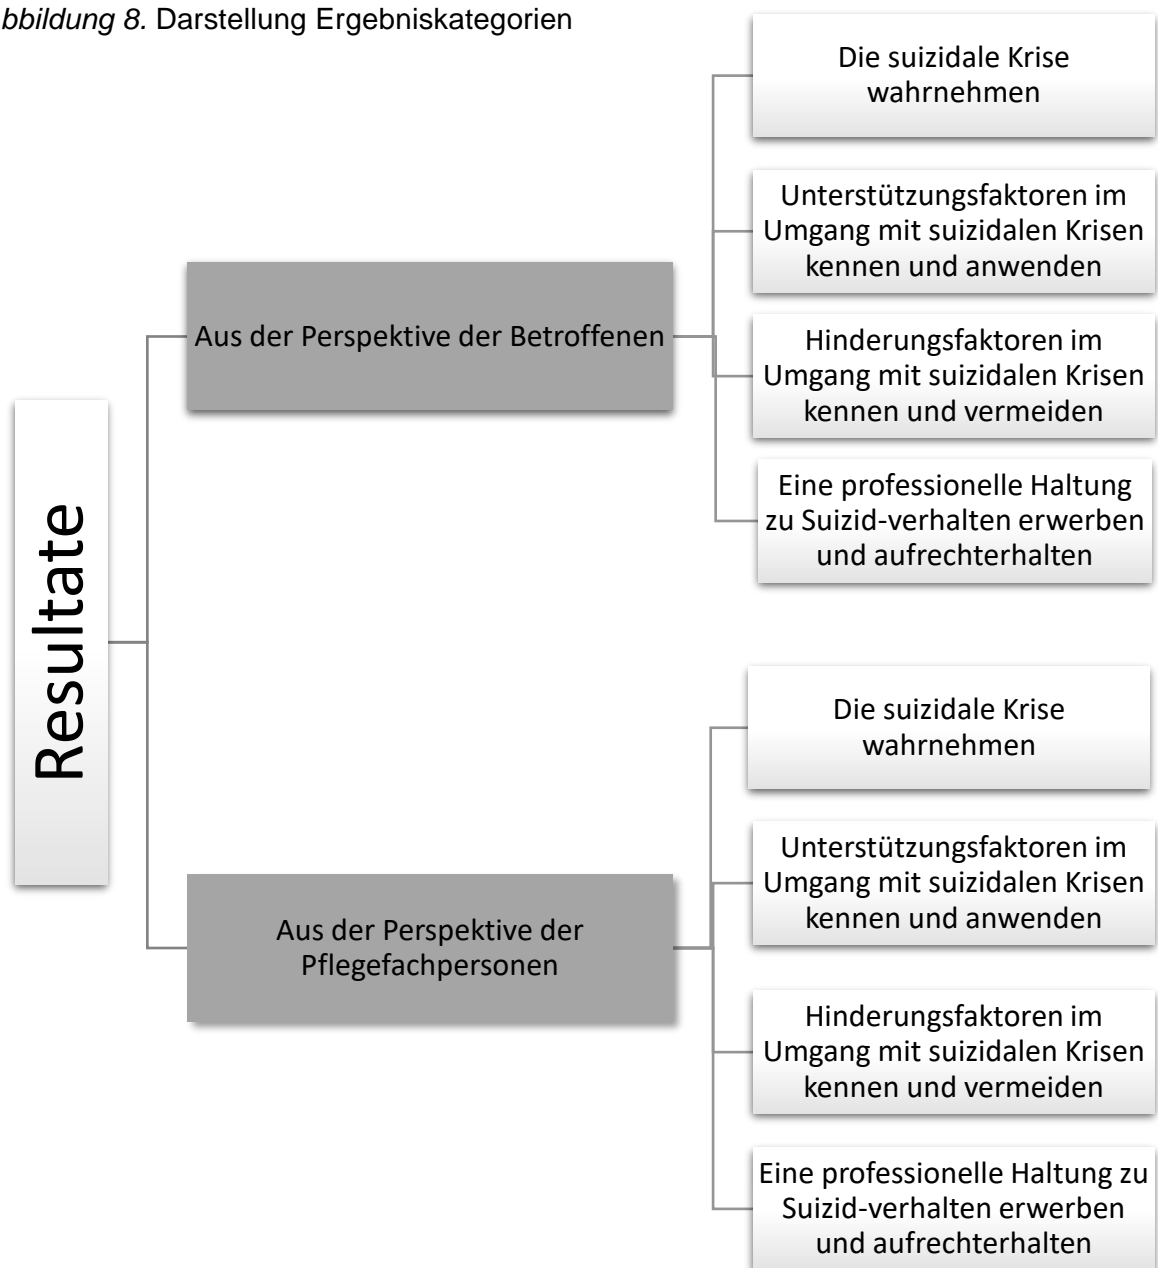 bbildung 8. Darstellung Ergebniskategorien
Resultate
Aus der Perspektive der Betroffenen
Die suizidale Krise
wahrnehmen
Unterstützungsfaktoren im
Umgang mit suizidalen Krisen
kennen und anwenden
Hinderungsfaktoren im
Umgang mit suizidalen Krisen
kennen und vermeiden
Eine professionelle Haltung
zu Suizid-verhalten erwerben
und aufrechterhalten
Aus der Perspektive der
Pflegefachpersonen
Die suizidale Krise
wahrnehmen
Unterstützungsfaktoren im
Umgang mit suizidalen Krisen
kennen und anwenden
Hinderungsfaktoren im
Umgang mit suizidalen Krisen
kennen und vermeiden
Eine professionelle Haltung zu
Suizid-verhalten erwerben
und aufrechterhalten